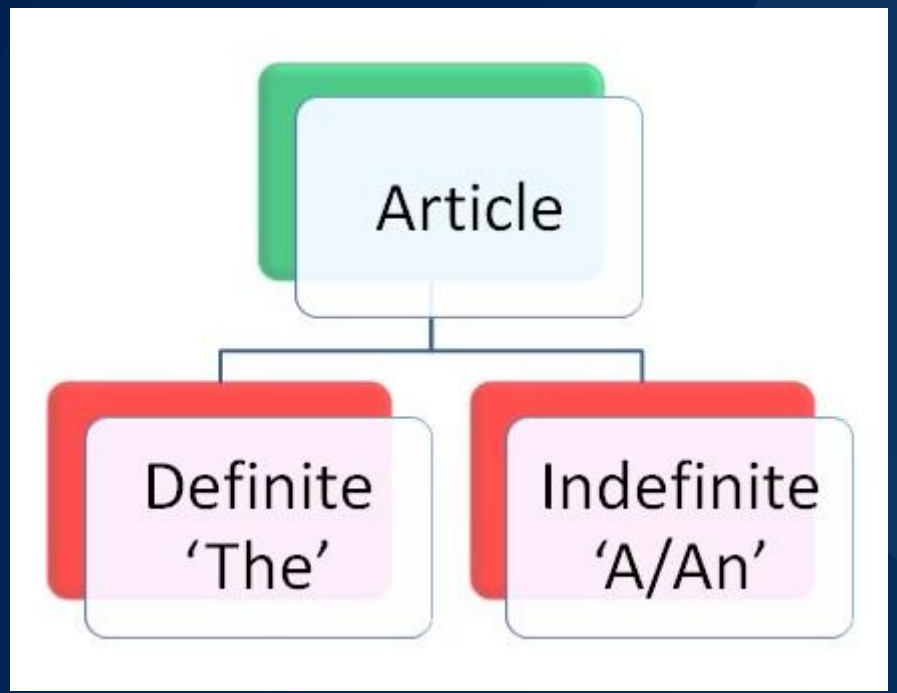 Article
Definite
‘The’
Indefinite
‘A/An’